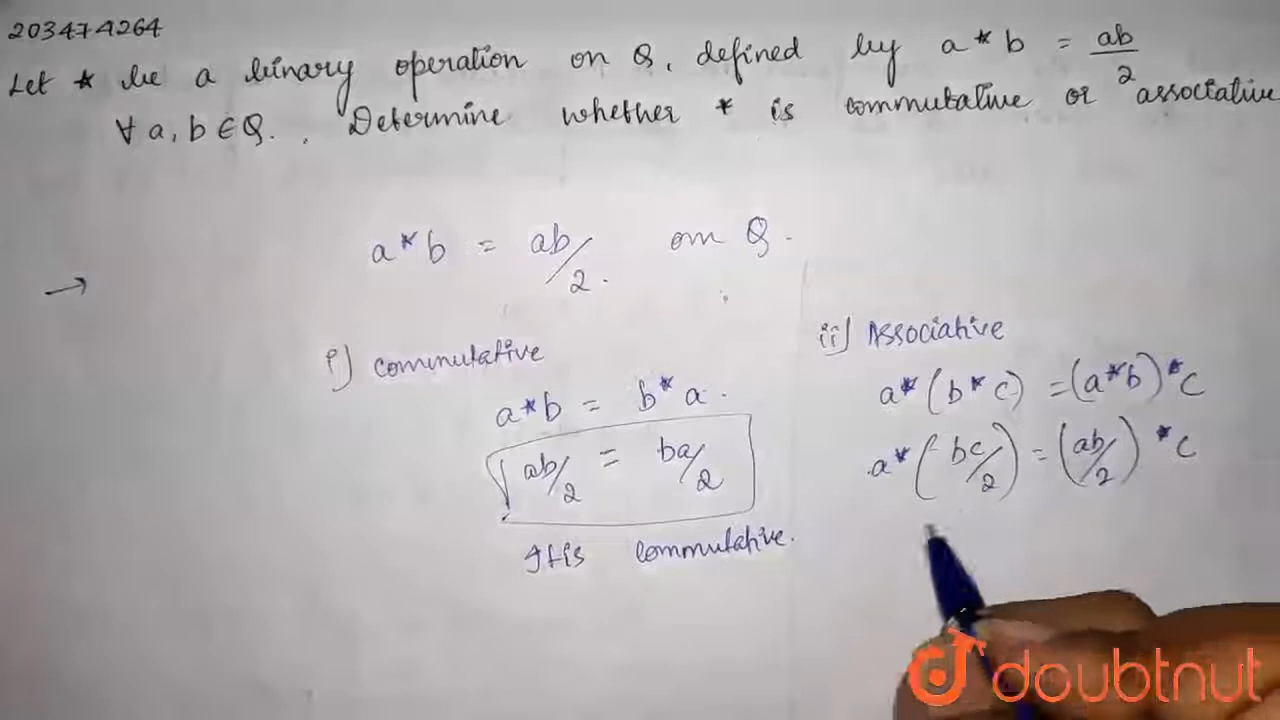 203474264
Let * be a binary operation on Q, defined by a * b = ab/2
∀ a, b ∈ Q. Determine whether * is commutative or associative
→ a * b = ab/2. on Q.
i) commutative
a * b = b * a.
ab/2 = ba/2
It is commutative.
ii) Associative
a * (b * c) = (a * b) * c
a * (bc/2) = (ab/2) * c
doubtnut